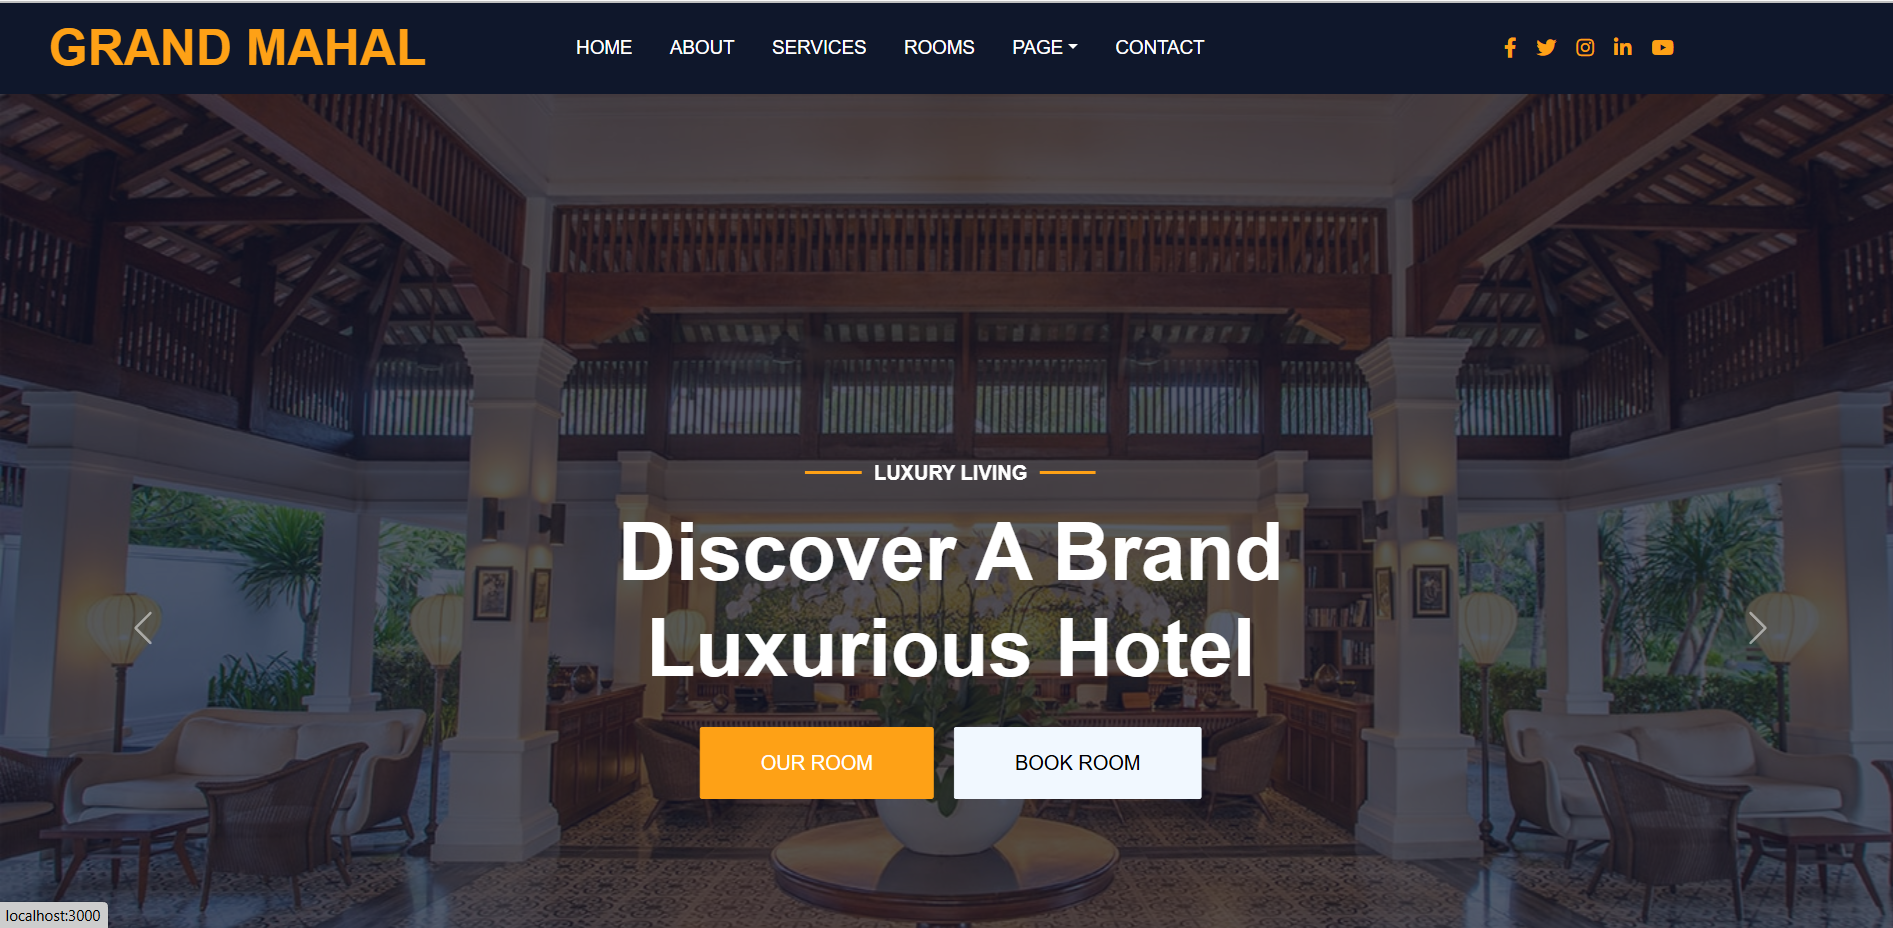 GRAND MAHAL
HOME ABOUT SERVICES ROOMS PAGE CONTACT
LUXURY LIVING
Discover A Brand
Luxurious Hotel
OUR ROOM BOOK ROOM
localhost:3000